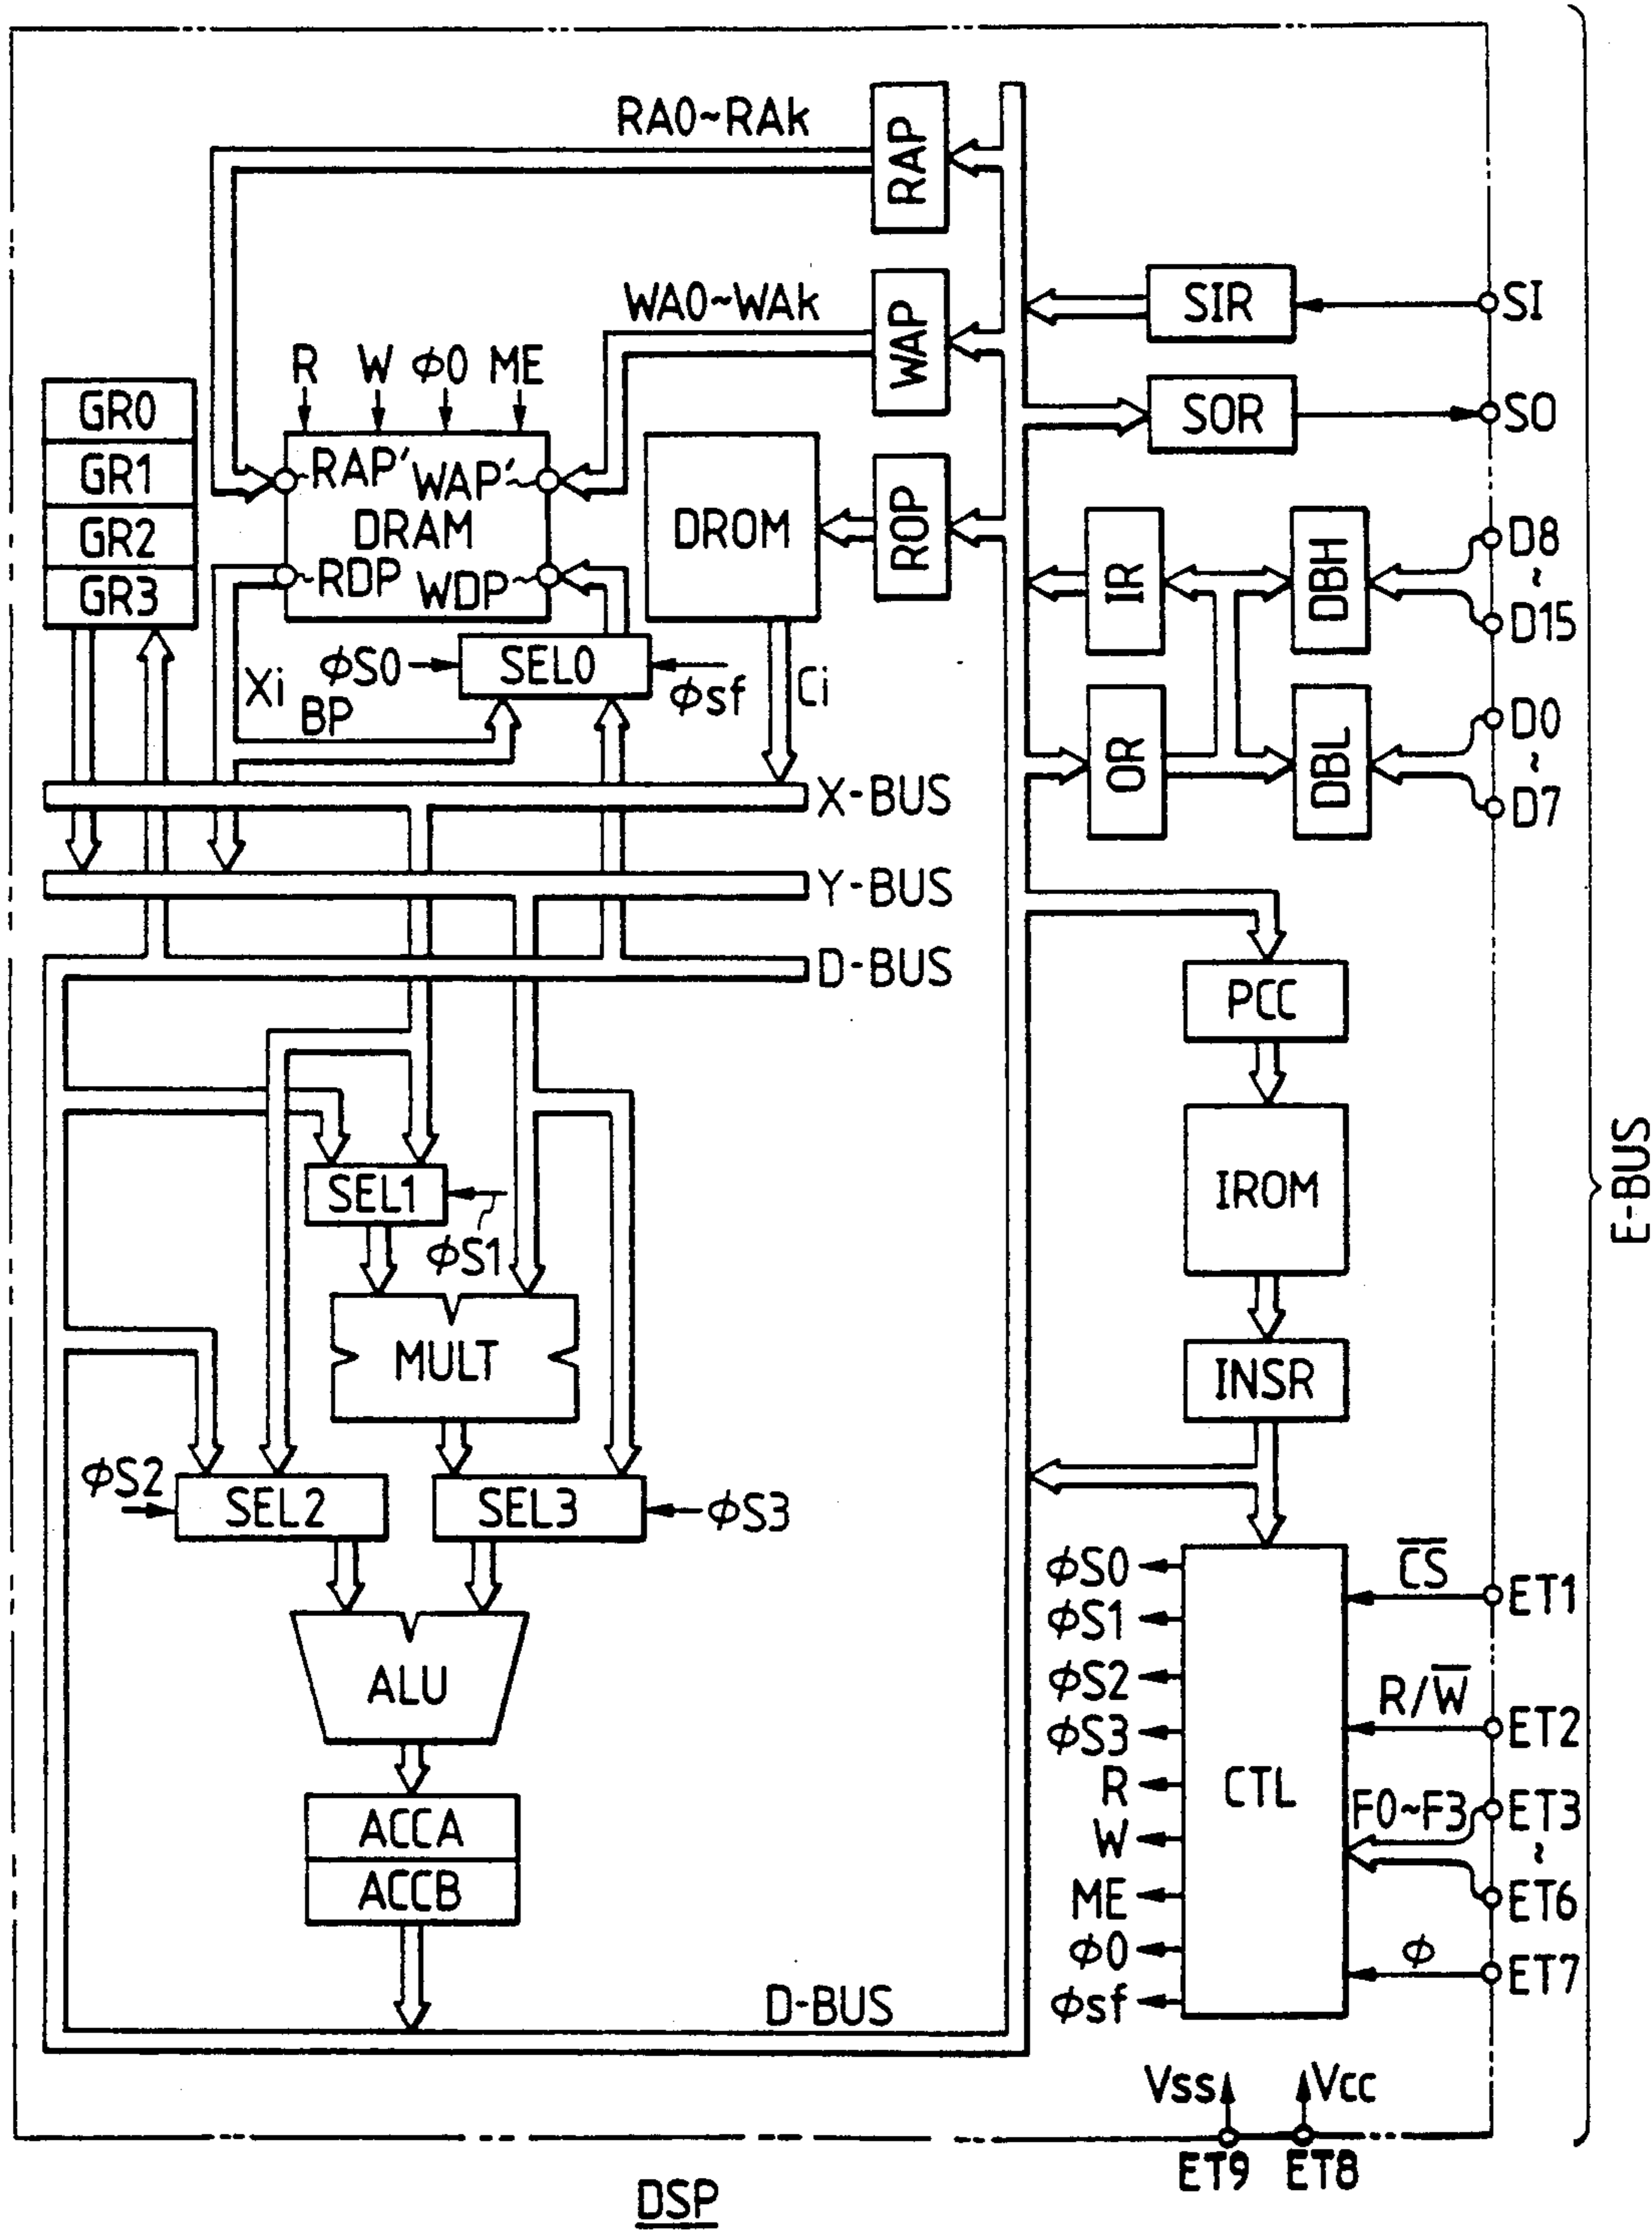 RA0~RAk
RAP
WA0~WAk
WAP
SIR
SI
R W ϕ0 ME
SOR
SO
GR0
GR1
GR2
GR3
RAP' WAP'
DRAM
RDP WDP
DROM
ROP
IR
DBH
D8
~
D15
ϕS0
SEL0
ϕsf
Xi
BP
Ci
OR
DBL
D0
~
D7
X-BUS
Y-BUS
D-BUS
PCC
IROM
E-BUS
SEL1
ϕS1
MULT
INSR
ϕS2
SEL2
SEL3
ϕS3
ALU
ACCA
ACCB
D-BUS
ϕS0
ϕS1
ϕS2
ϕS3
R
W
ME
ϕ0
ϕsf
CTL
C̅S̅
ET1
R/W̅
ET2
F0~F3
ET3
~
ET6
ϕ
ET7
Vss
Vcc
ET9
ET8
DSP